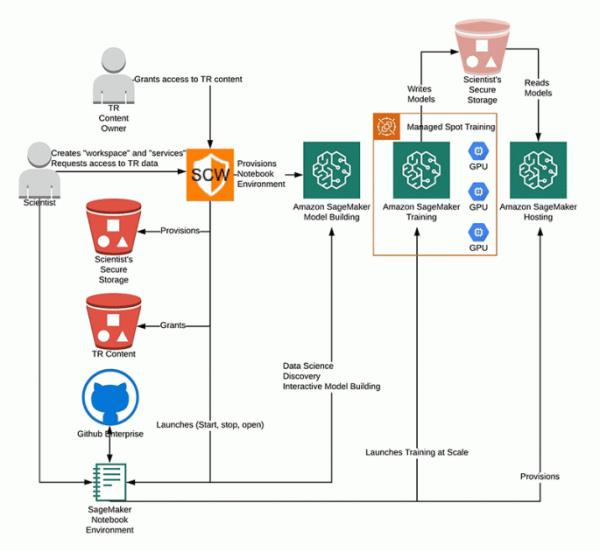 Grants access to TR content
TR
Content
Owner
Creates "workspace" and "services"
Requests access to TR data
Scientist
SCW
Provisions
Notebook
Environment
Amazon SageMaker
Model Building
Managed Spot Training
Amazon SageMaker
Training
GPU
GPU
GPU
Amazon SageMaker
Hosting
Writes
Models
Scientist's
Secure
Storage
Reads
Models
Provisions
Scientist's
Secure
Storage
Grants
TR Content
Github Enterprise
Launches (Start, stop, open)
Data Science
Discovery
Interactive Model Building
Launches Training at Scale
Provisions
SageMaker
Notebook
Environment